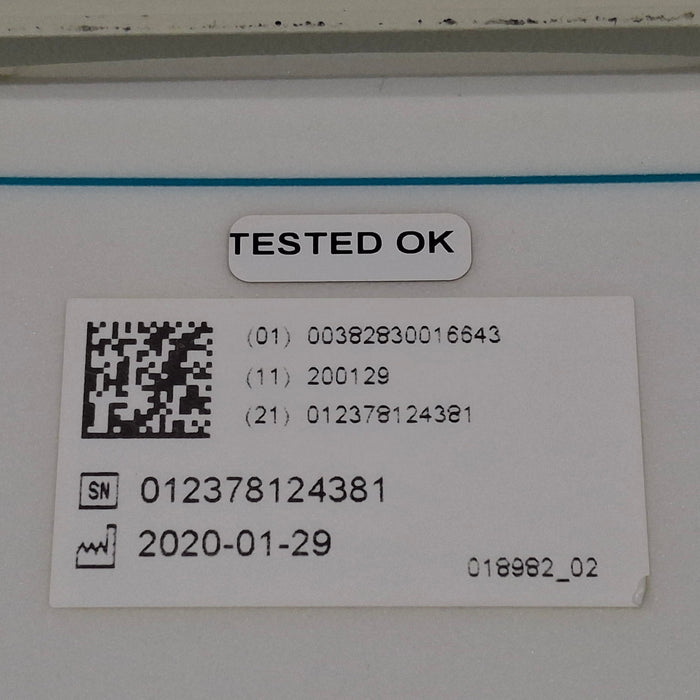 TESTED OK
(01) 00382830016643
(11) 200129
(21) 012378124381
SN 012378124381
2020-01-29
018982_02